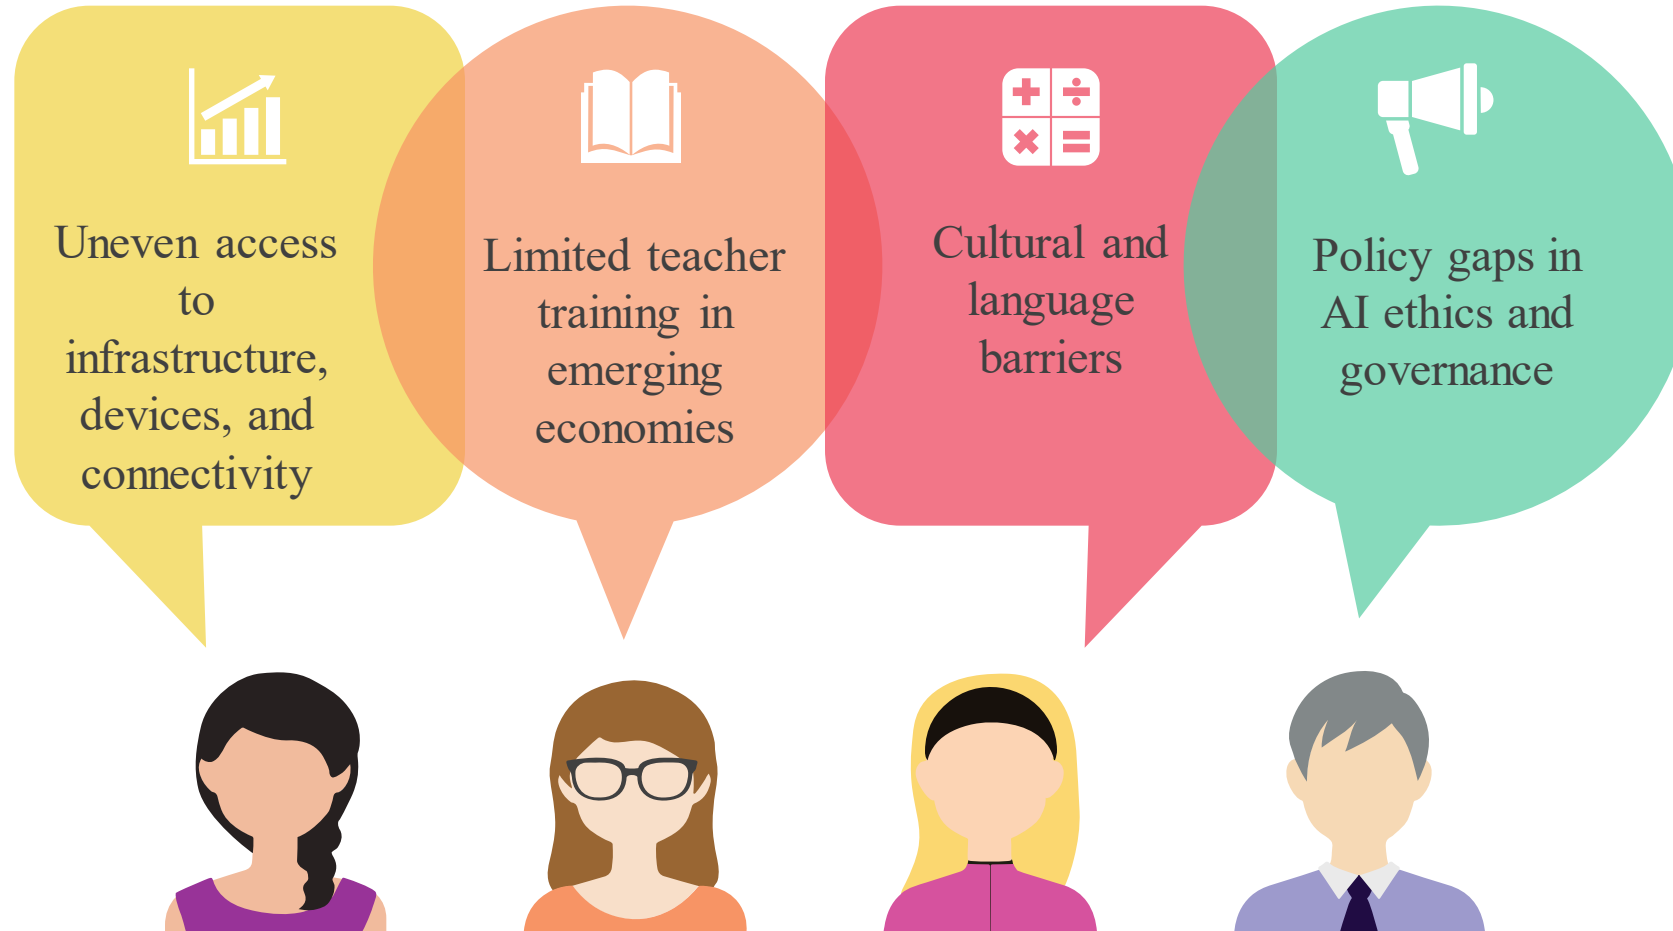 Uneven access
to
infrastructure,
devices, and
connectivity
Limited teacher
training in
emerging
economies
Cultural and
language
barriers
Policy gaps in
AI ethics and
governance